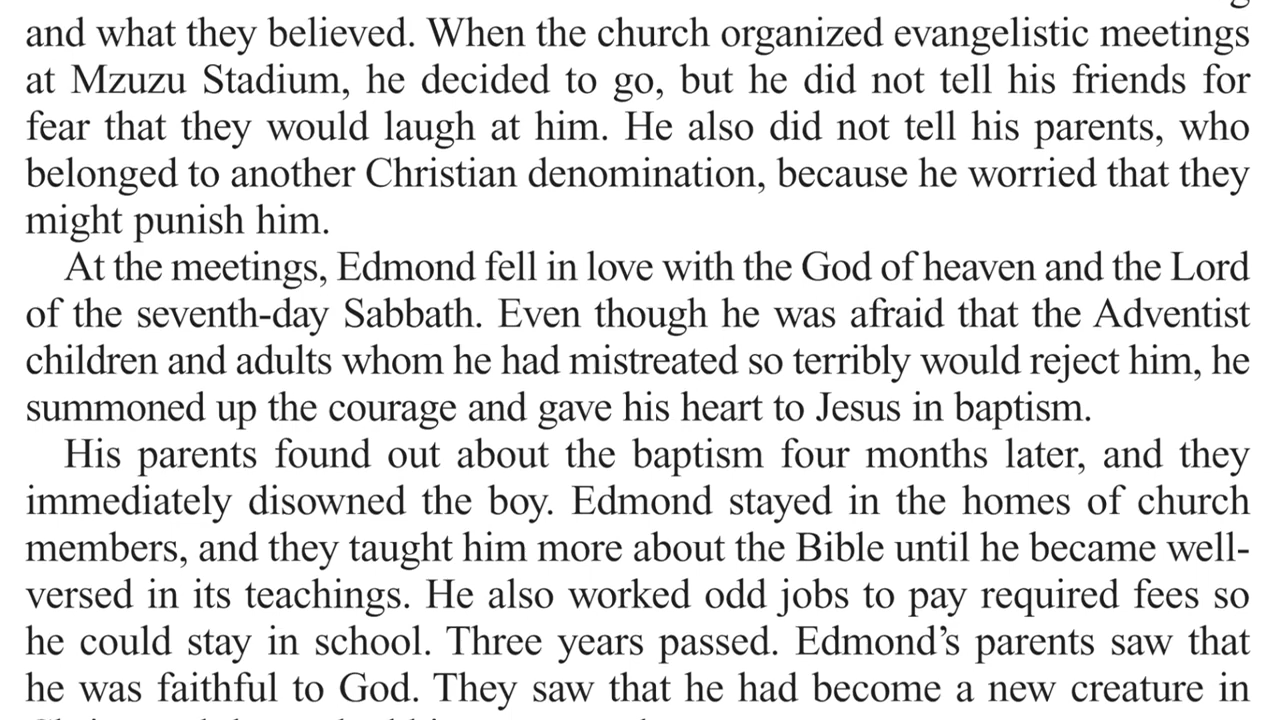 and what they believed. When the church organized evangelistic meetings
at Mzuzu Stadium, he decided to go, but he did not tell his friends for
fear that they would laugh at him. He also did not tell his parents, who
belonged to another Christian denomination, because he worried that they
might punish him.
At the meetings, Edmond fell in love with the God of heaven and the Lord
of the seventh-day Sabbath. Even though he was afraid that the Adventist
children and adults whom he had mistreated so terribly would reject him, he
summoned up the courage and gave his heart to Jesus in baptism.
His parents found out about the baptism four months later, and they
immediately disowned the boy. Edmond stayed in the homes of church
members, and they taught him more about the Bible until he became well-
versed in its teachings. He also worked odd jobs to pay required fees so
he could stay in school. Three years passed. Edmond’s parents saw that
he was faithful to God. They saw that he had become a new creature in